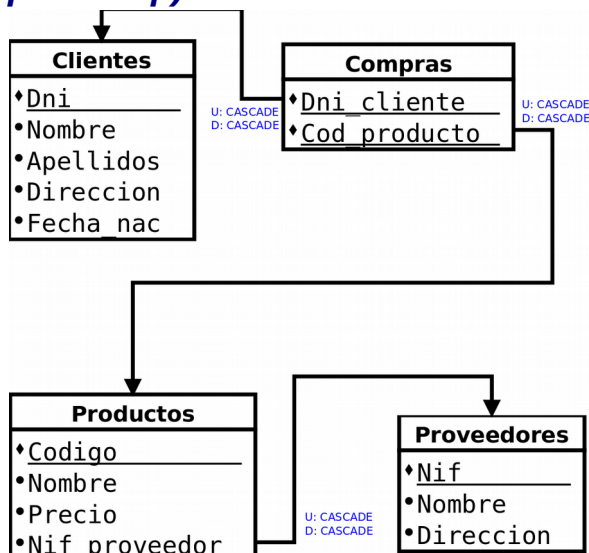 Clientes
Dni
Nombre
Apellidos
Direccion
Fecha_nac
U: CASCADE
D: CASCADE
Compras
Dni_cliente
Cod_producto
U: CASCADE
D: CASCADE
Productos
Codigo
Nombre
Precio
Nif_proveedor
U: CASCADE
D: CASCADE
Proveedores
Nif
Nombre
Direccion